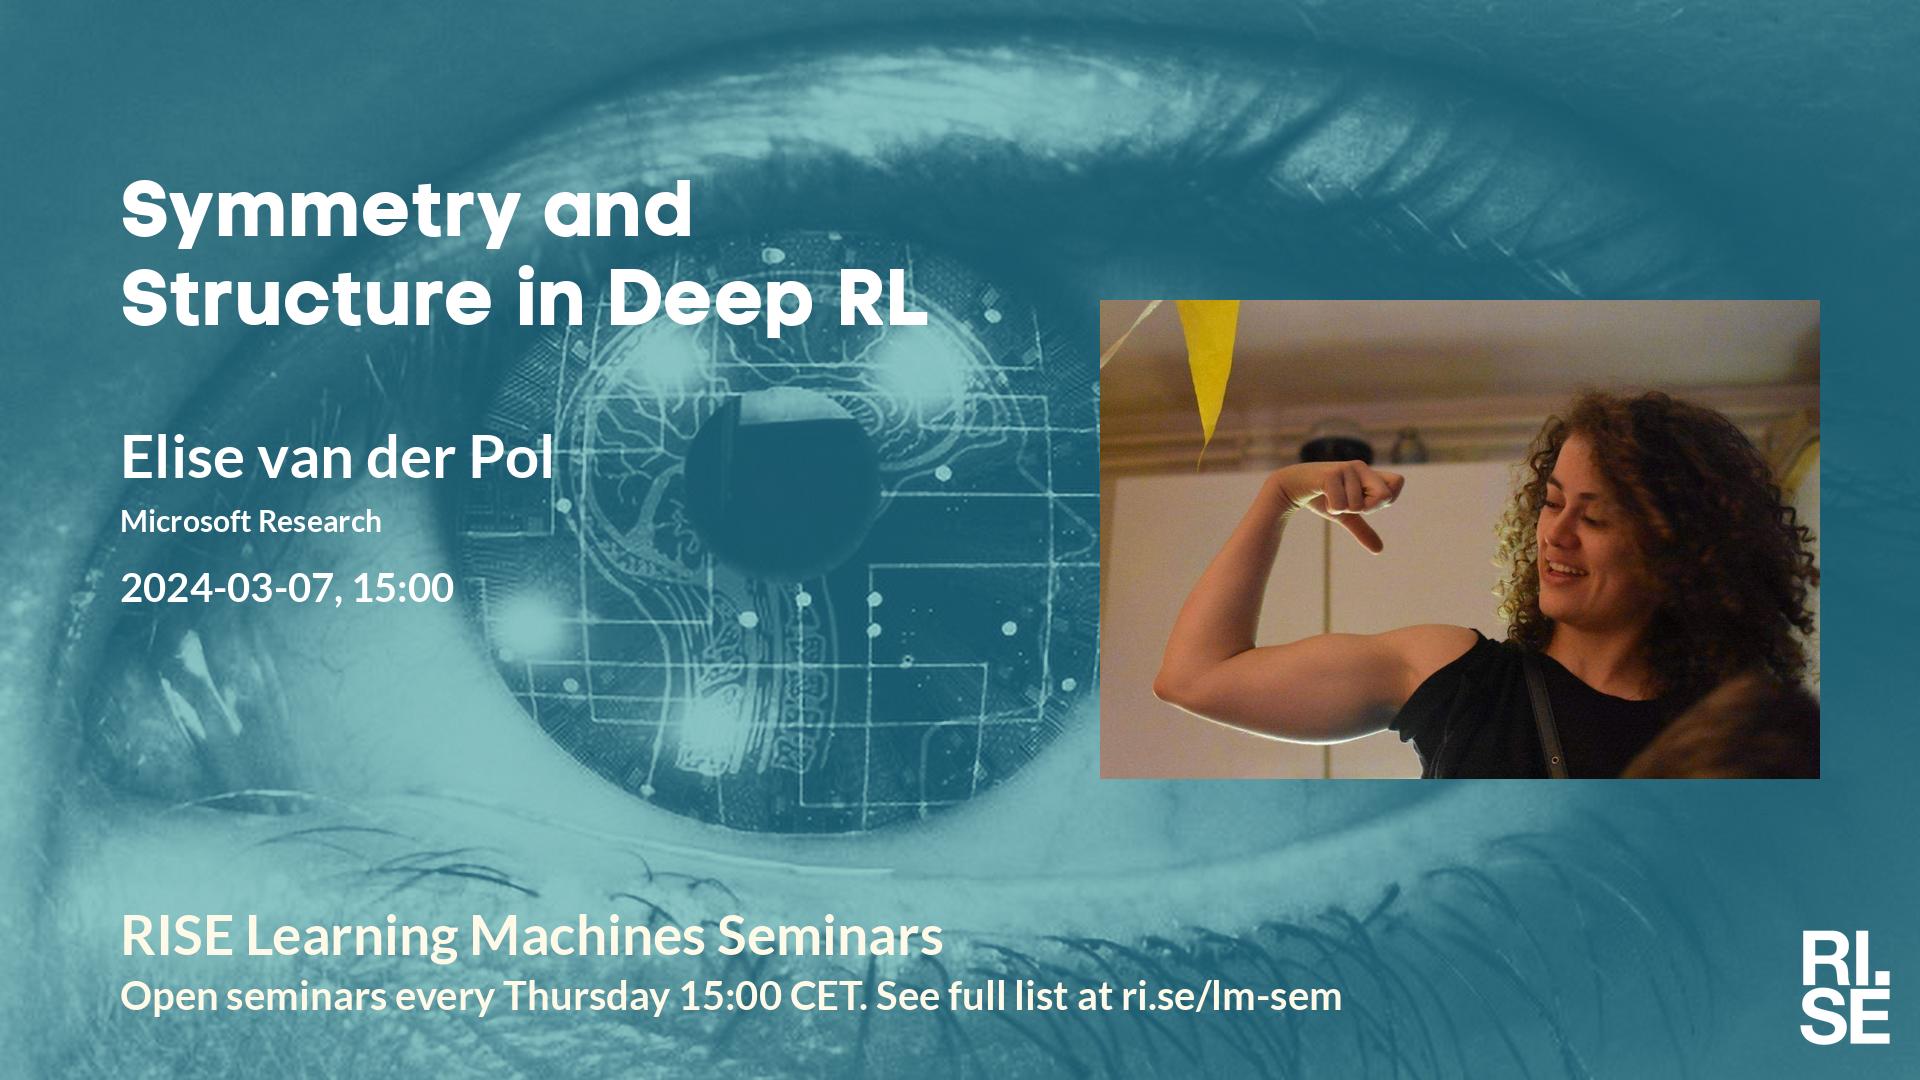 Symmetry and
Structure in Deep RL
Elise van der Pol
Microsoft Research
2024-03-07, 15:00
RISE Learning Machines Seminars
Open seminars every Thursday 15:00 CET. See full list at ri.se/lm-sem
RI.
SE